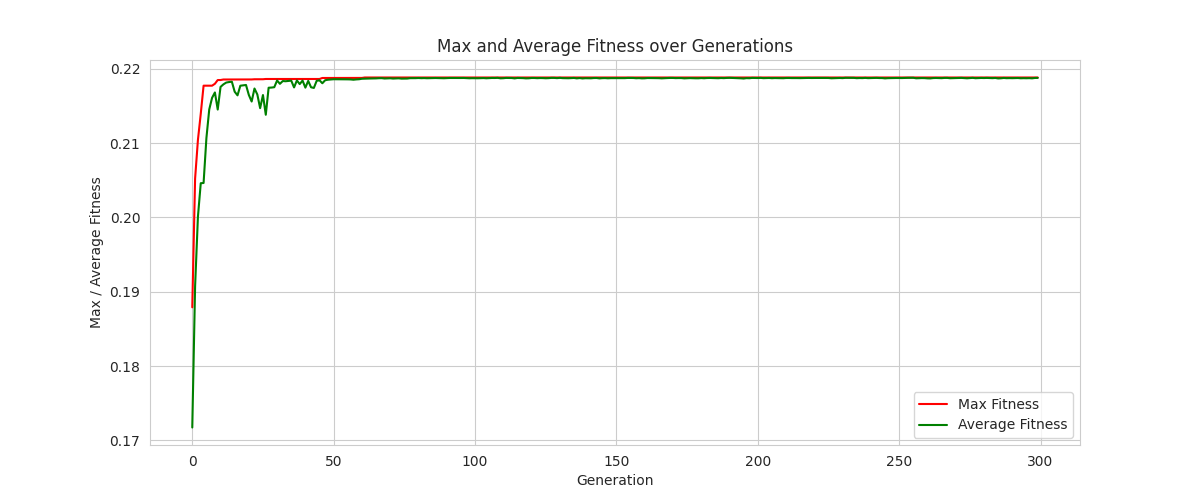 Max and Average Fitness over Generations
0.22
0.21
0.20
0.19
0.18
0.17
Max / Average Fitness
0 50 100 150 200 250 300
Generation
Max Fitness
Average Fitness